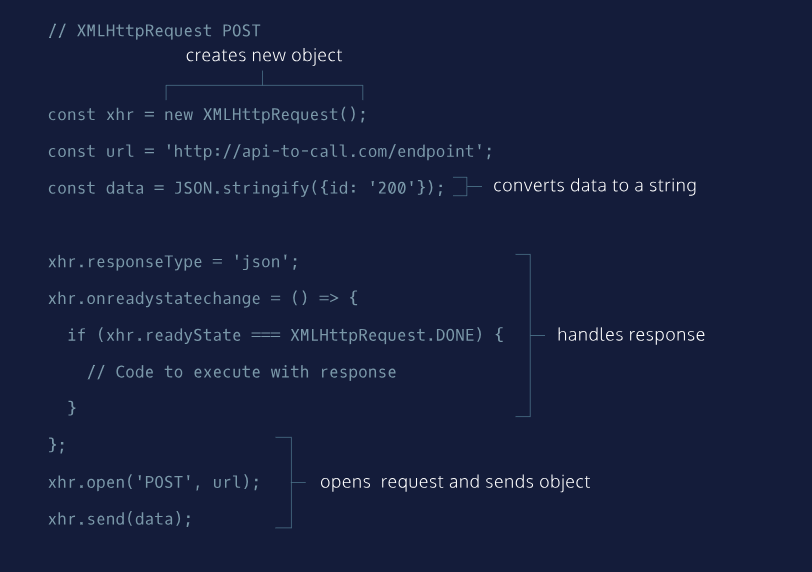 // XMLHttpRequest POST
creates new object
const xhr = new XMLHttpRequest();
const url = 'http://api-to-call.com/endpoint';
const data = JSON.stringify({id: '200'});
converts data to a string
xhr.responseType = 'json';
xhr.onreadystatechange = () => {
if (xhr.readyState === XMLHttpRequest.DONE) {
handles response
// Code to execute with response
}
};
xhr.open('POST', url);
opens request and sends object
xhr.send(data);